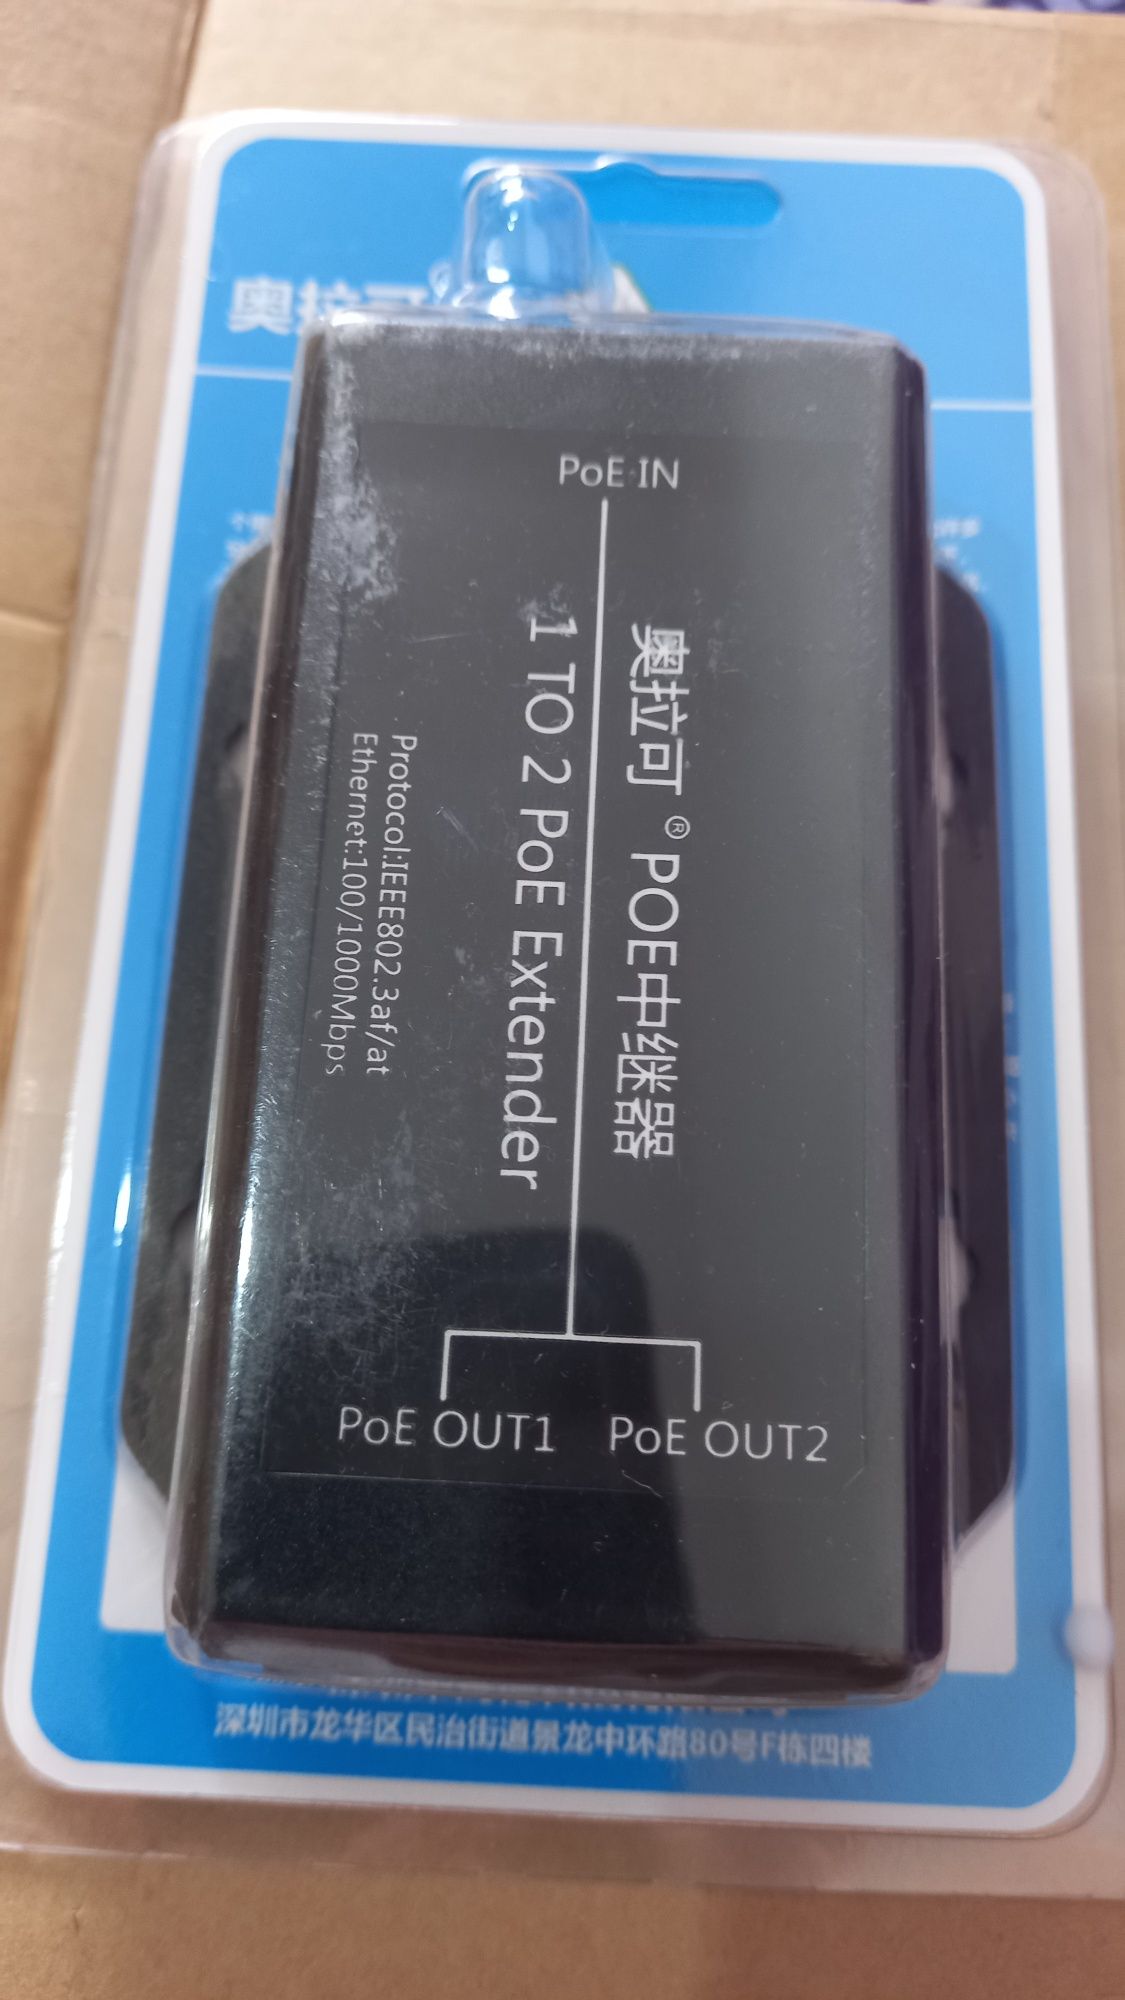 奥拉可
PoE IN
奥拉可® POE中继器
1 TO 2 PoE Extender
Protocol:IEEE802.3af/at
Ethernet:100/1000Mbps
PoE OUT1
PoE OUT2
深圳市龙华区民治街道景龙中环路80号F栋四楼